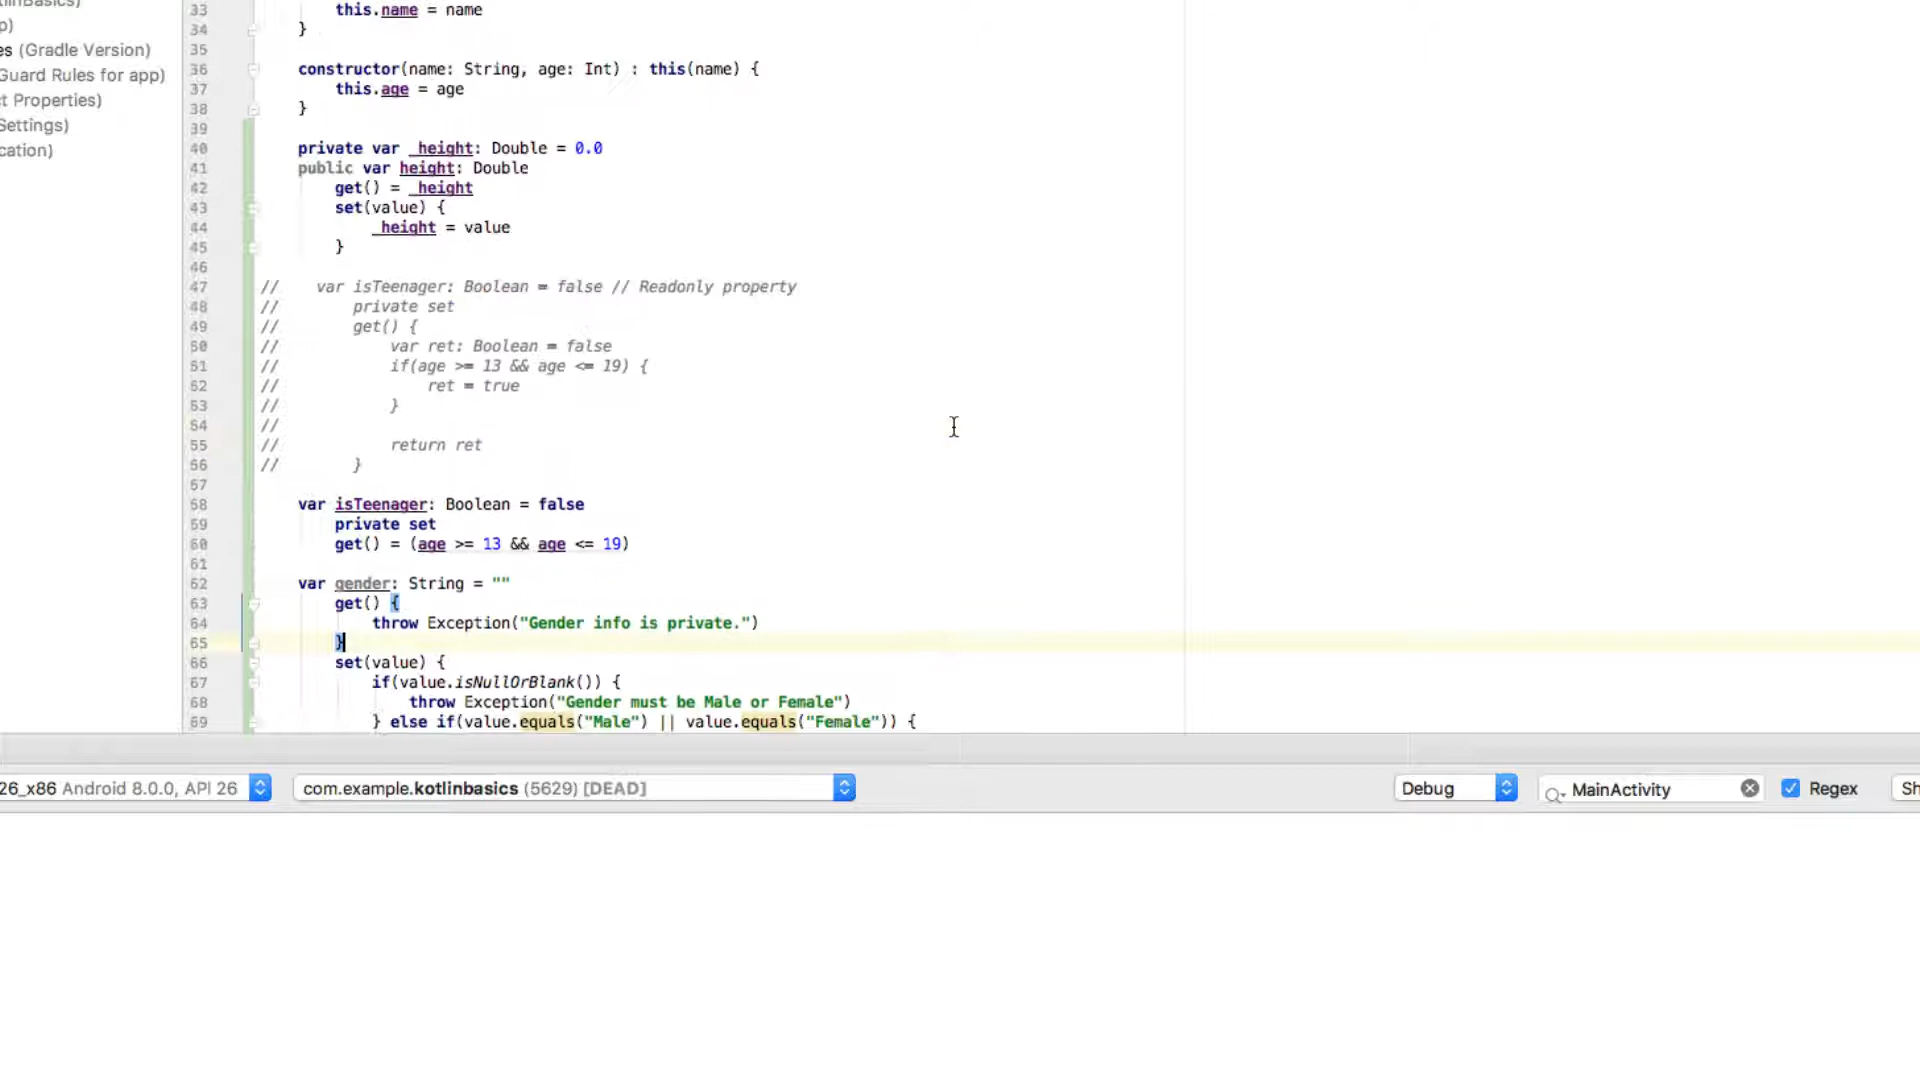 tlinBasics)
p)
es (Gradle Version)
Guard Rules for app)
t Properties)
Settings)
cation)
33 this.name = name
34 }
35
36 constructor(name: String, age: Int) : this(name) {
37 this.age = age
38 }
39
40 private var _height: Double = 0.0
41 public var height: Double
42 get() = _height
43 set(value) {
44 _height = value
45 }
46
47 // var isTeenager: Boolean = false // Readonly property
48 // private set
49 // get() {
50 // var ret: Boolean = false
51 // if(age >= 13 && age <= 19) {
52 // ret = true
53 // }
54 //
55 // return ret
56 // }
57
58 var isTeenager: Boolean = false
59 private set
60 get() = (age >= 13 && age <= 19)
61
62 var gender: String = ""
63 get() {
64 throw Exception("Gender info is private.")
65 }
66 set(value) {
67 if(value.isNullOrBlank()) {
68 throw Exception("Gender must be Male or Female")
69 } else if(value.equals("Male") || value.equals("Female")) {
26_x86 Android 8.0.0, API 26
com.example.kotlinbasics (5629) [DEAD]
Debug
MainActivity
Regex
Sh